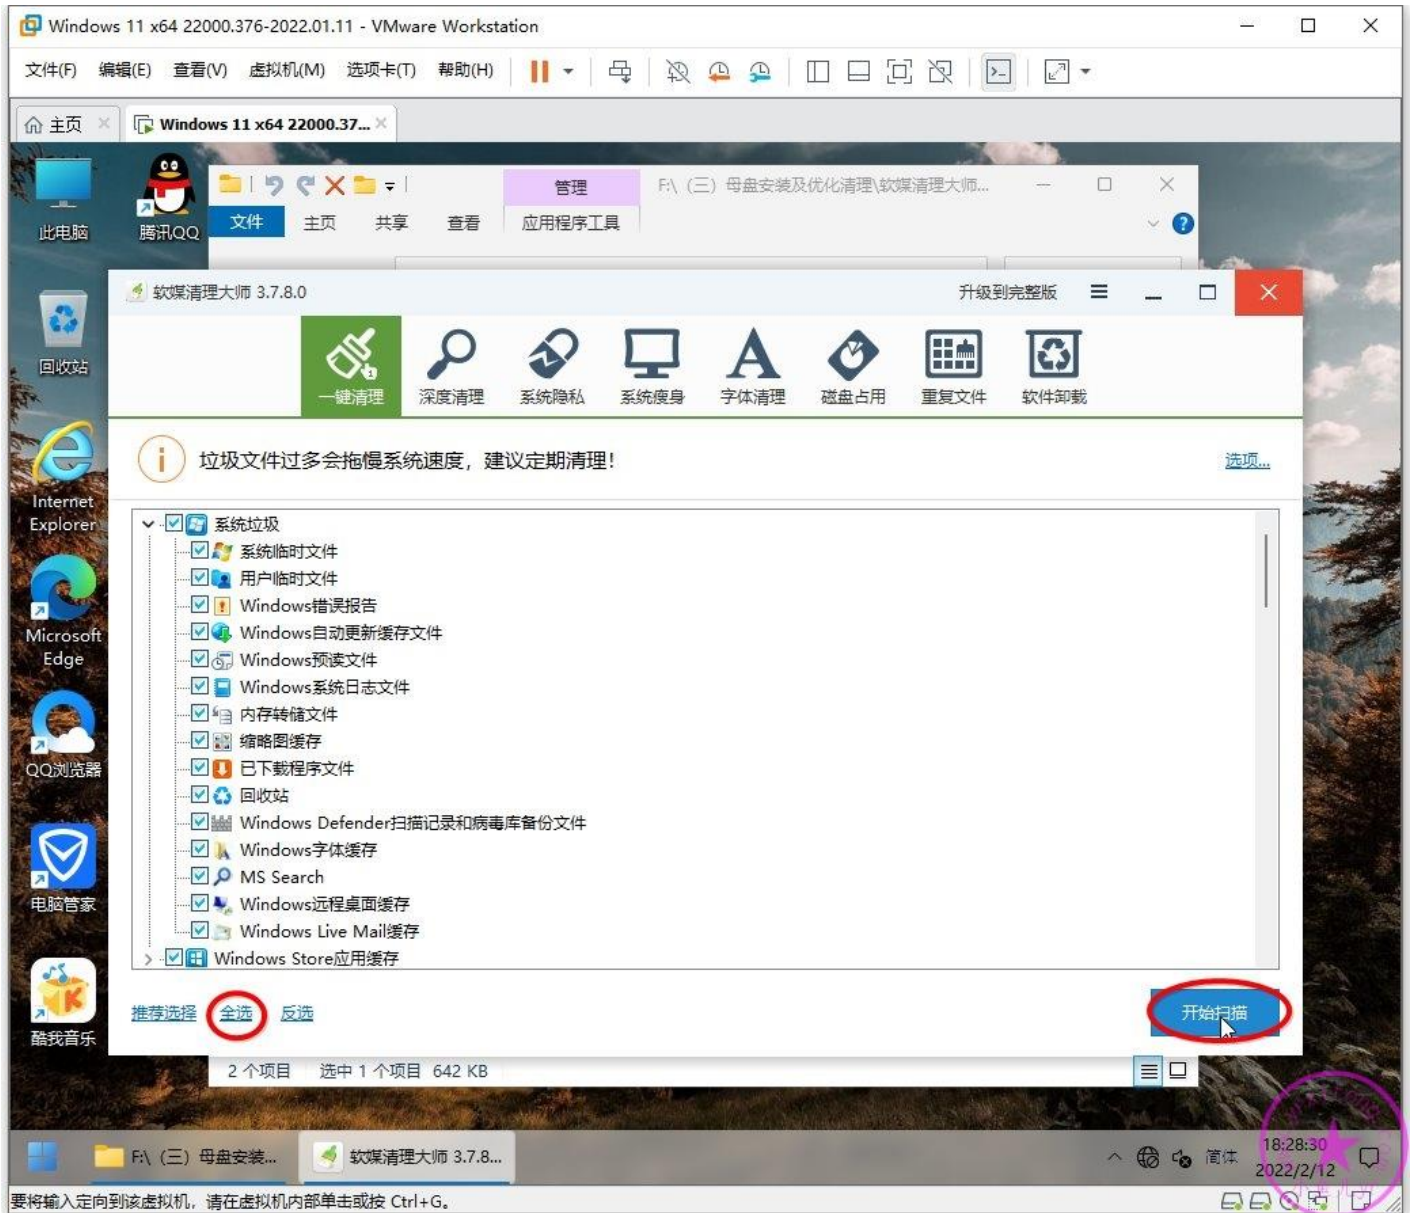 Windows 11 x64 22000.376-2022.01.11 - VMware Workstation
文件(F) 编辑(E) 查看(V) 虚拟机(M) 选项卡(T) 帮助(H)
主页 Windows 11 x64 22000.37...
管理 F:\（三）母盘安装及优化清理\软媒清理大师...
文件 主页 共享 查看 应用程序工具
此电脑
腾讯QQ
软媒清理大师 3.7.8.0 升级到完整版
回收站
一键清理 深度清理 系统隐私 系统瘦身 字体清理 磁盘占用 重复文件 软件卸载
垃圾文件过多会拖慢系统速度，建议定期清理！ 选项...
Internet
Explorer
系统垃圾
系统临时文件
用户临时文件
Windows错误报告
Windows自动更新缓存文件
Windows预读文件
Windows系统日志文件
内存转储文件
缩略图缓存
已下载程序文件
回收站
Windows Defender扫描记录和病毒库备份文件
Windows字体缓存
MS Search
Windows远程桌面缓存
Windows Live Mail缓存
Windows Store应用缓存
Microsoft
Edge
QQ浏览器
电脑管家
酷我音乐
推荐选择 全选 反选 开始扫描
2 个项目 选中 1 个项目 642 KB
F:\（三）母盘安装... 软媒清理大师 3.7.8... 简体 18:28:30
2022/2/12
要将输入定向到该虚拟机，请在虚拟机内部单击或按 Ctrl+G。